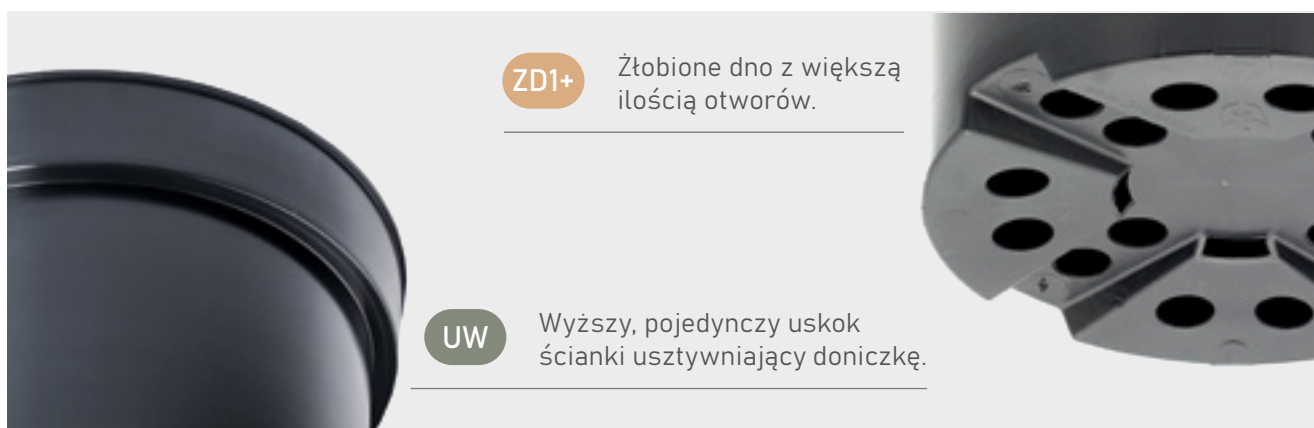 ZD1+
Żłobione dno z większą
ilością otworów.
UW
Wyższy, pojedynczy uskok
ścianki usztywniający doniczkę.